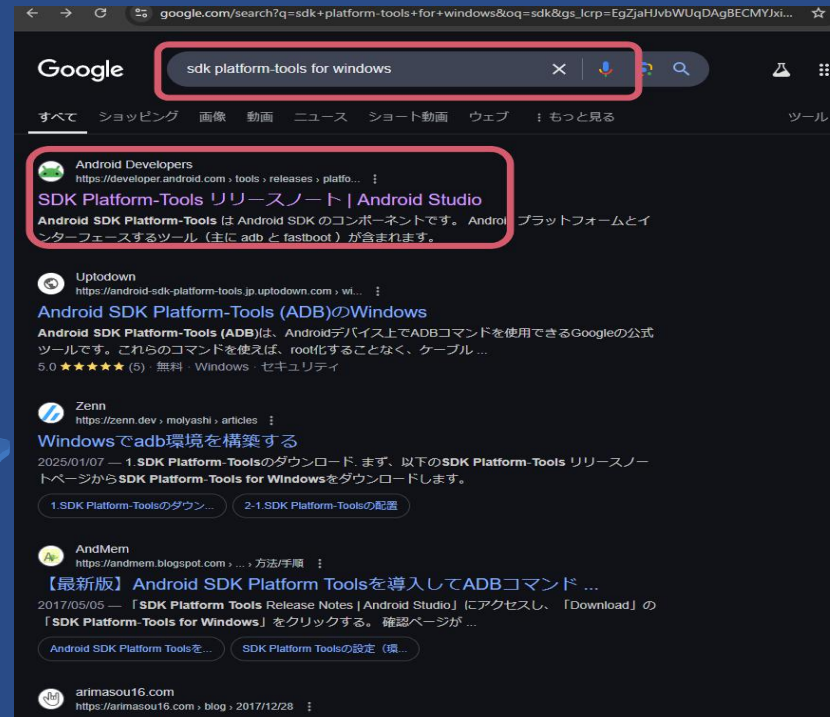 google.com/search?q=sdk+platform-tools+for+windows&oq=sdk&gs_lcrp=EgZjaHJvbWUqDAgBECMYJxi...
Google
sdk platform-tools for windows
すべて ショッピング 画像 動画 ニュース ショート動画 ウェブ もっと見る ツール
Android Developers
https://developer.android.com › tools › releases › platfo...
SDK Platform-Tools リリースノート | Android Studio
Android SDK Platform-Tools は Android SDK のコンポーネントです。 Androi プラットフォームとイ
ンターフェースするツール（主に adb と fastboot ）が含まれます。
Uptodown
https://android-sdk-platform-tools.jp.uptodown.com › wi...
Android SDK Platform-Tools (ADB)のWindows
Android SDK Platform-Tools (ADB)は、Androidデバイス上でADBコマンドを使用できるGoogleの公式
ツールです。これらのコマンドを使えば、root化することなく、ケーブル ...
5.0 ★★★★★ (5) · 無料 · Windows · セキュリティ
Zenn
https://zenn.dev › molyashi › articles
Windowsでadb環境を構築する
2025/01/07 — 1.SDK Platform-Toolsのダウンロード. まず、以下のSDK Platform-Tools リリースノー
トページからSDK Platform-Tools for Windowsをダウンロードします。
1.SDK Platform-Toolsのダウン... 2-1.SDK Platform-Toolsの配置
AndMem
https://andmem.blogspot.com › ... › 方法/手順
【最新版】Android SDK Platform Toolsを導入してADBコマンド ...
2017/05/05 — 「SDK Platform Tools Release Notes | Android Studio」にアクセスし、「Download」の
「SDK Platform-Tools for Windows」をクリックする。 確認ページが ...
Android SDK Platform Toolsを... SDK Platform Toolsの設定（環...
arimasou16.com
https://arimasou16.com › blog › 2017/12/28